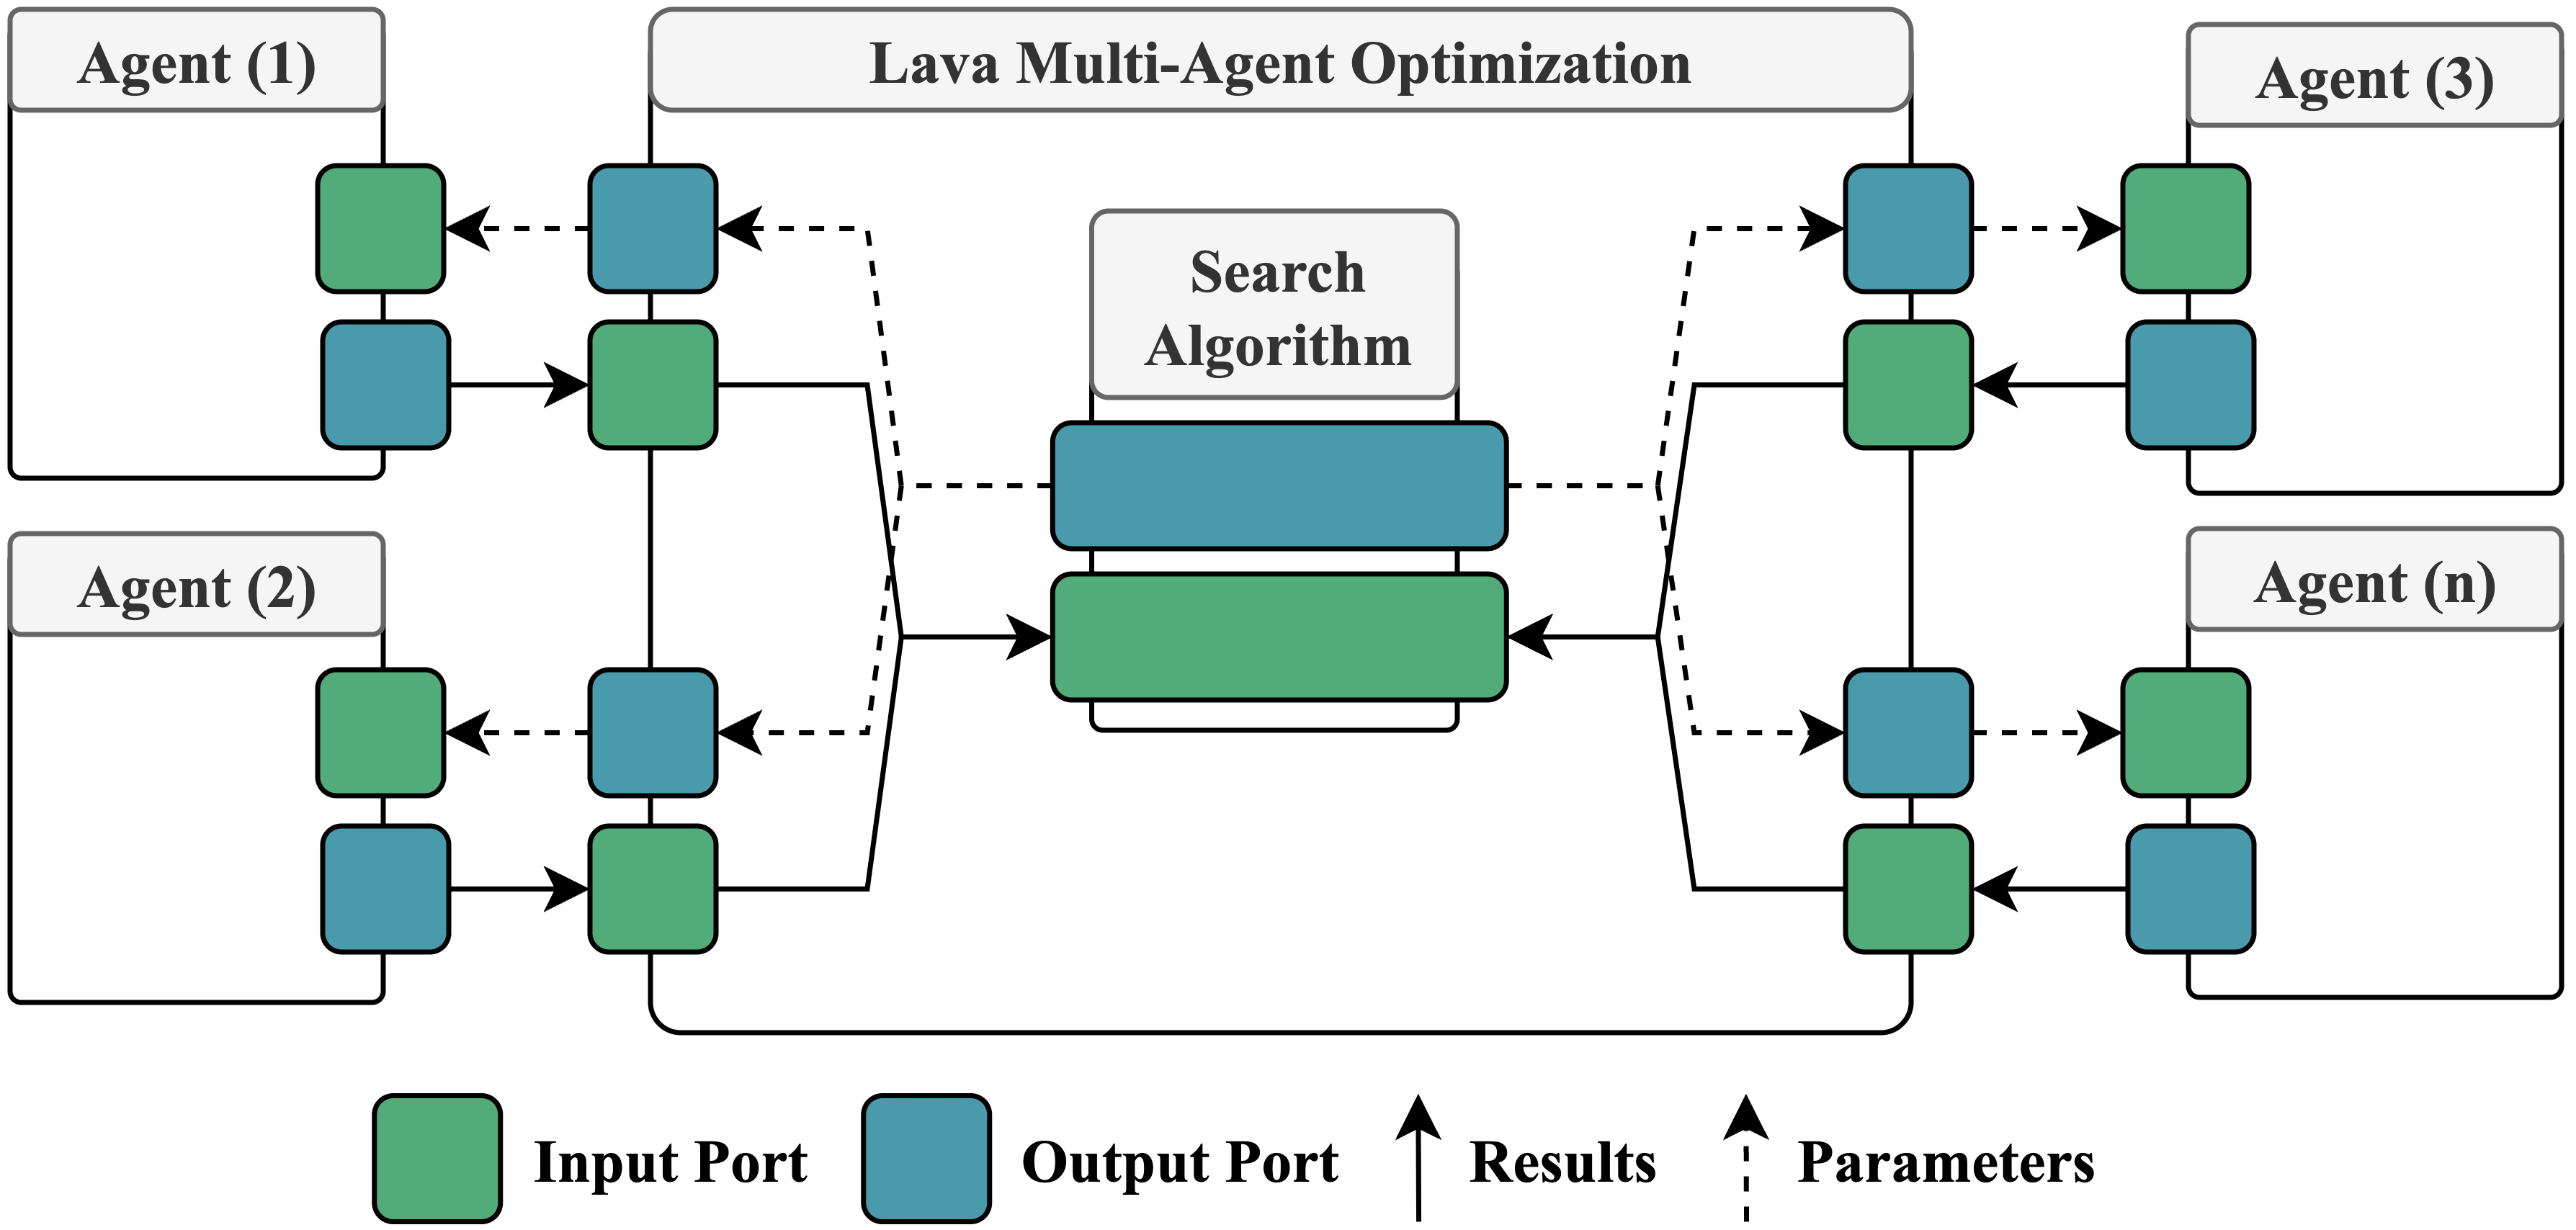 Agent (1)
Lava Multi-Agent Optimization
Agent (3)
Search
Algorithm
Agent (2)
Agent (n)
Input Port
Output Port
Results
Parameters